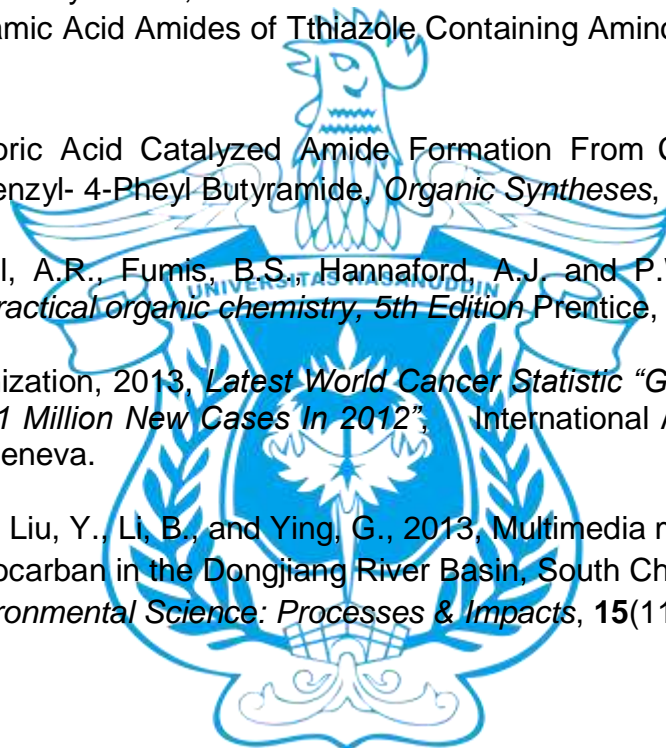 amic Acid Amides of Tthiazole Containing Amino
oric Acid Catalyzed Amide Formation From
enzyl- 4-Pheyl Butyramide, Organic Syntheses,
l, A.R., Fumis, B.S., Hannaford, A.J. and P.
UNIVERSITAS HASANUDDIN
ractical organic chemistry, 5th Edition Prentice,
ization, 2013, Latest World Cancer Statistic “G
1 Million New Cases In 2012”, International A
eneva.
Liu, Y., Li, B., and Ying, G., 2013, Multimedia
ocarban in the Dongjiang River Basin, South Ch
ronmental Science: Processes & Impacts, 15(11